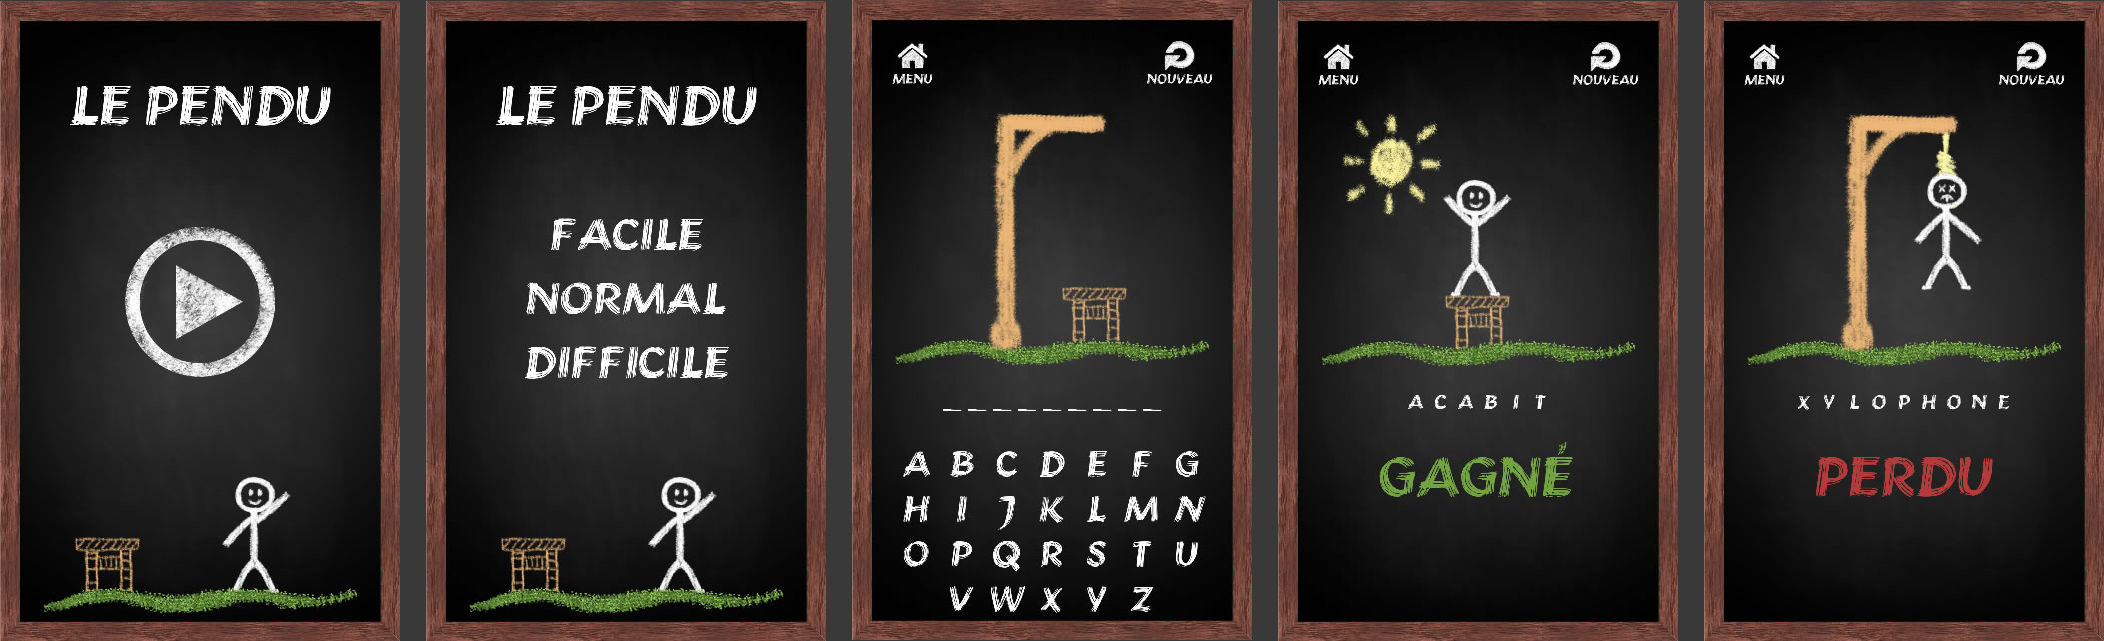 LE PENDU
LE PENDU
FACILE
NORMAL
DIFFICILE
MENU
NOUVEAU
_ _ _ _ _ _ _ _ _
A B C D E F G
H I J K L M N
O P Q R S T U
V W X Y Z
MENU
NOUVEAU
A C A B I T
GAGNÉ
MENU
NOUVEAU
X Y L O P H O N E
PERDU